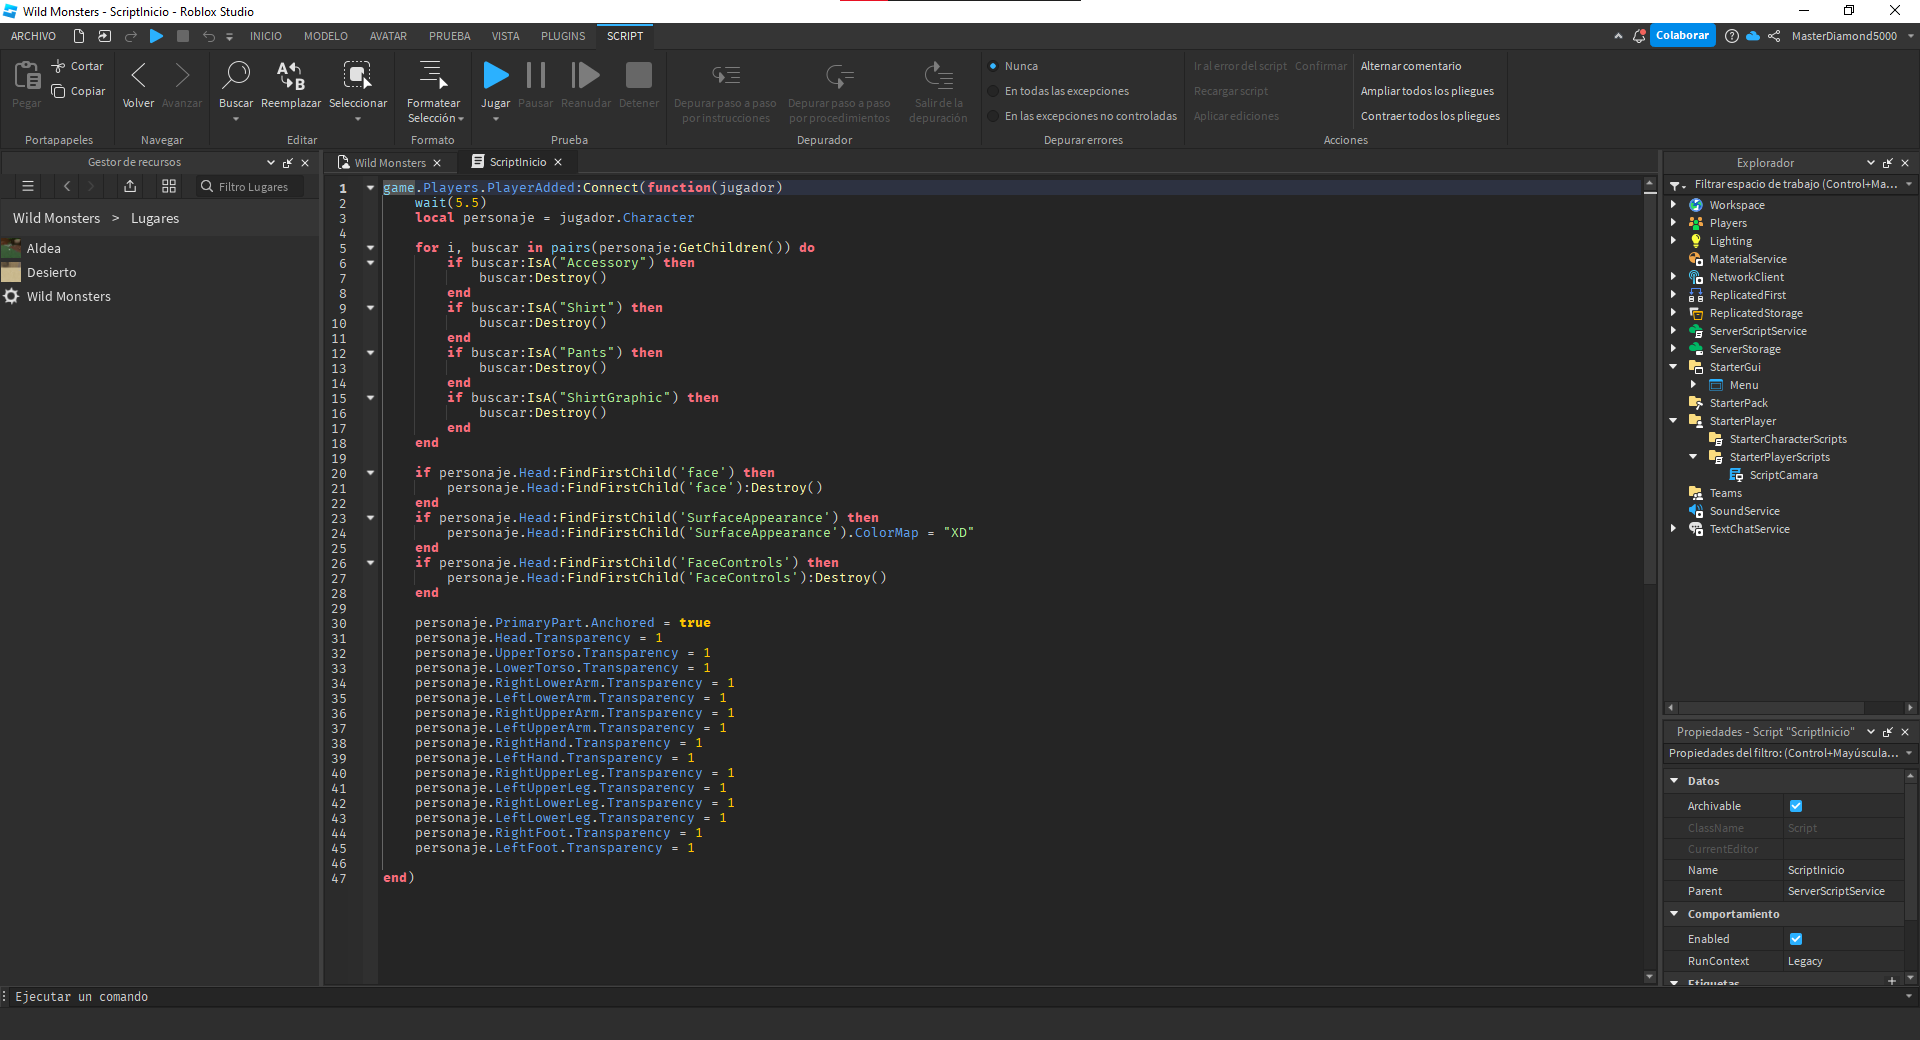 Wild Monsters - ScriptInicio - Roblox Studio
ARCHIVO INICIO MODELO AVATAR PRUEBA VISTA PLUGINS SCRIPT Colaborar MasterDiamond5000
Pegar Cortar Copiar
Portapapeles
Volver Avanzar
Navegar
Buscar Reemplazar Seleccionar
Editar
Formatear Selección
Formato
Jugar Pausar Reanudar Detener
Prueba
Depurar paso a paso por instrucciones
Depurar paso a paso por procedimientos
Salir de la depuración
Depurador
Nunca
En todas las excepciones
En las excepciones no controladas
Depurar errores
Ir al error del script Confirmar
Recargar script
Aplicar ediciones
Alternar comentario
Ampliar todos los pliegues
Contraer todos los pliegues
Acciones
Gestor de recursos
Filtro Lugares
Wild Monsters > Lugares
Aldea
Desierto
Wild Monsters
Wild Monsters ScriptInicio
1 game.Players.PlayerAdded:Connect(function(jugador)
2 wait(5.5)
3 local personaje = jugador.Character
4
5 for i, buscar in pairs(personaje:GetChildren()) do
6 if buscar:IsA("Accessory") then
7 buscar:Destroy()
8 end
9 if buscar:IsA("Shirt") then
10 buscar:Destroy()
11 end
12 if buscar:IsA("Pants") then
13 buscar:Destroy()
14 end
15 if buscar:IsA("ShirtGraphic") then
16 buscar:Destroy()
17 end
18 end
19
20 if personaje.Head:FindFirstChild('face') then
21 personaje.Head:FindFirstChild('face'):Destroy()
22 end
23 if personaje.Head:FindFirstChild('SurfaceAppearance') then
24 personaje.Head:FindFirstChild('SurfaceAppearance').ColorMap = "XD"
25 end
26 if personaje.Head:FindFirstChild('FaceControls') then
27 personaje.Head:FindFirstChild('FaceControls'):Destroy()
28 end
29
30 personaje.PrimaryPart.Anchored = true
31 personaje.Head.Transparency = 1
32 personaje.UpperTorso.Transparency = 1
33 personaje.LowerTorso.Transparency = 1
34 personaje.RightLowerArm.Transparency = 1
35 personaje.LeftLowerArm.Transparency = 1
36 personaje.RightUpperArm.Transparency = 1
37 personaje.LeftUpperArm.Transparency = 1
38 personaje.RightHand.Transparency = 1
39 personaje.LeftHand.Transparency = 1
40 personaje.RightUpperLeg.Transparency = 1
41 personaje.LeftUpperLeg.Transparency = 1
42 personaje.RightLowerLeg.Transparency = 1
43 personaje.LeftLowerLeg.Transparency = 1
44 personaje.RightFoot.Transparency = 1
45 personaje.LeftFoot.Transparency = 1
46
47 end)
Explorador
Filtrar espacio de trabajo (Control+Ma...
Workspace
Players
Lighting
MaterialService
NetworkClient
ReplicatedFirst
ReplicatedStorage
ServerScriptService
ServerStorage
StarterGui
Menu
StarterPack
StarterPlayer
StarterCharacterScripts
StarterPlayerScripts
ScriptCamara
Teams
SoundService
TextChatService
Propiedades - Script "ScriptInicio"
Propiedades del filtro: (Control+Mayúscula...
Datos
Archivable
ClassName Script
CurrentEditor
Name ScriptInicio
Parent ServerScriptService
Comportamiento
Enabled
RunContext Legacy
Etiquetas
Ejecutar un comando